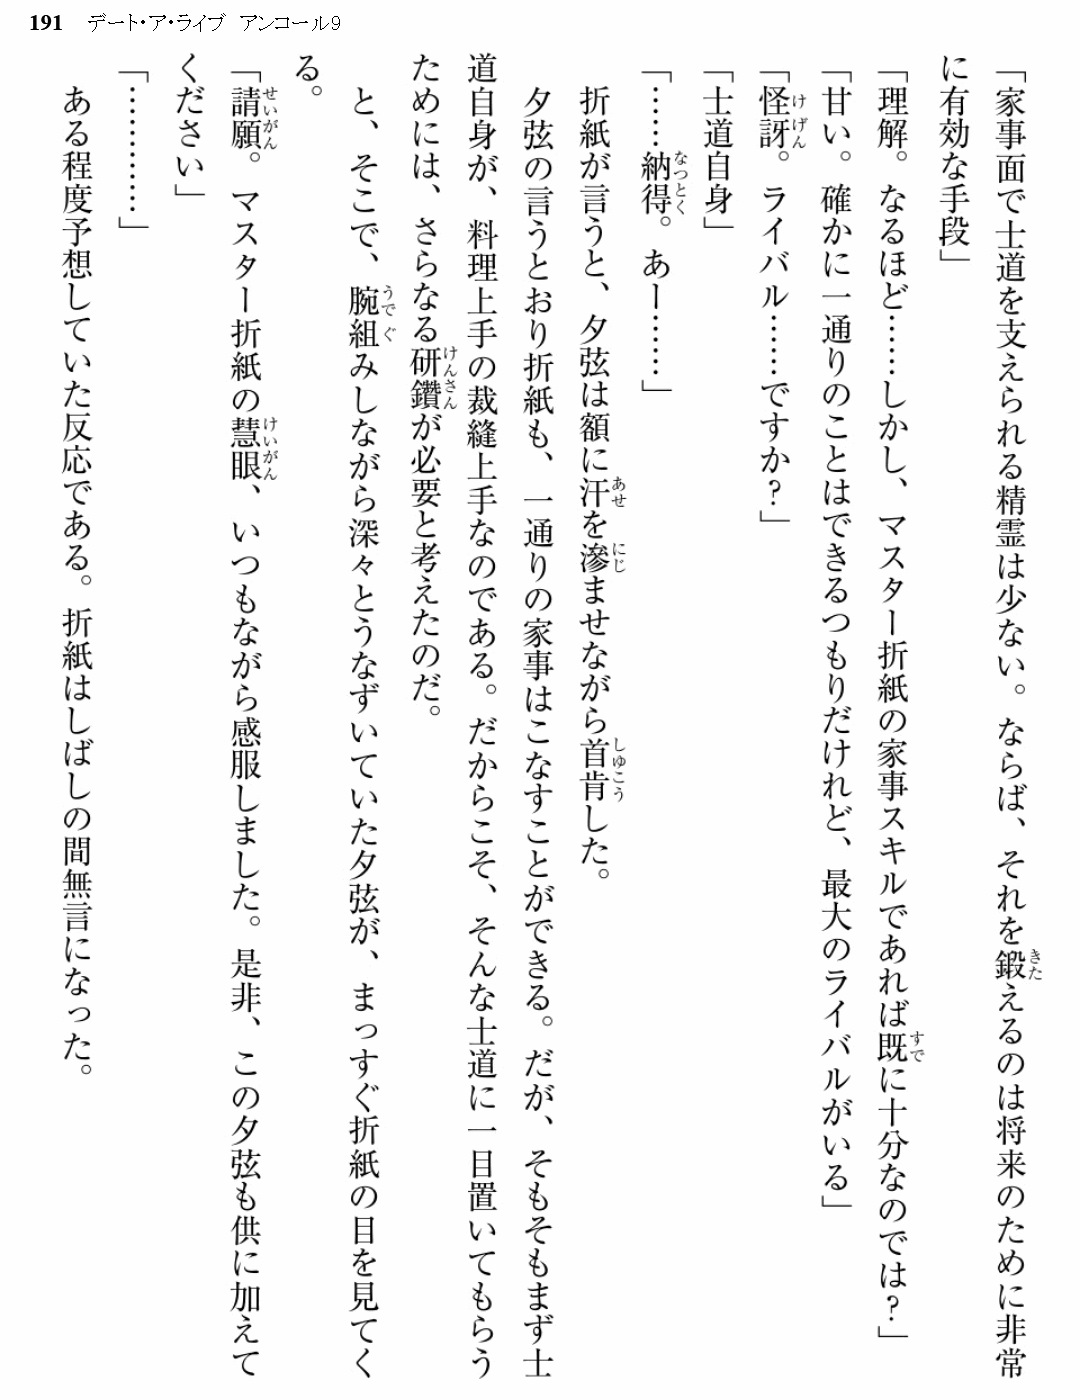 191 デート・ア・ライブ アンコール9
「家事面で士道を支えられる精霊は少ない。ならば、それを鍛えるのは将来のために非常
に有効な手段」
「理解。なるほど……しかし、マスター折紙の家事スキルであれば既に十分なのでは?」
「甘い。確かに一通りのことはできるつもりだけれど、最大のライバルがいる」
「怪訝。ライバル……ですか?」
「士道自身」
「……納得。あー……」
折紙が言うと、夕弦は額に汗を滲ませながら首肯した。
夕弦の言うとおり折紙も、一通りの家事はこなすことができる。だが、そもそもまず士
道自身が、料理上手の裁縫上手なのである。だからこそ、そんな士道に一目置いてもらう
ためには、さらなる研鑽が必要と考えたのだ。
と、そこで、腕組みしながら深々とうなずいていた夕弦が、まっすぐ折紙の目を見てく
る。
「請願。マスター折紙の慧眼、いつもながら感服しました。是非、この夕弦も供に加えて
ください」
「…………」
ある程度予想していた反応である。折紙はしばしの間無言になった。